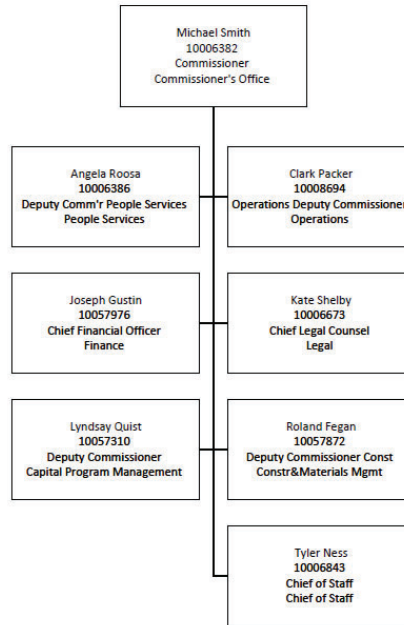 Michael Smith
10006382
Commissioner
Commissioner's Office
Angela Roosa
10006386
Deputy Comm'r People Services
People Services
Clark Packer
10008694
Operations Deputy Commissioner
Operations
Joseph Gustin
10057976
Chief Financial Officer
Finance
Kate Shelby
10006673
Chief Legal Counsel
Legal
Lyndsay Quist
10057310
Deputy Commissioner
Capital Program Management
Roland Fegan
10057872
Deputy Commissioner Const
Constr&Materials Mgmt
Tyler Ness
10006843
Chief of Staff
Chief of Staff